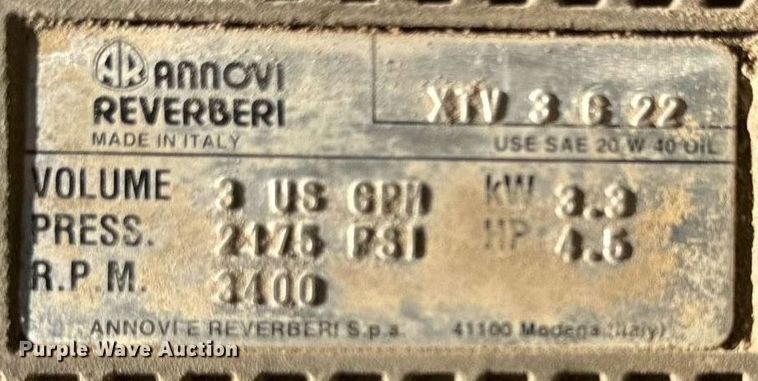 AR ANNOVI
REVERBERI
MADE IN ITALY
XTV 3 G 22
USE SAE 20 W 40 OIL
VOLUME 3 US GPM kW 3.3
PRESS. 2175 PSI HP 4.5
R.P.M. 3400
ANNOVI E REVERBERI S.p.a. 41100 Modena (Italy)
Purple Wave Auction